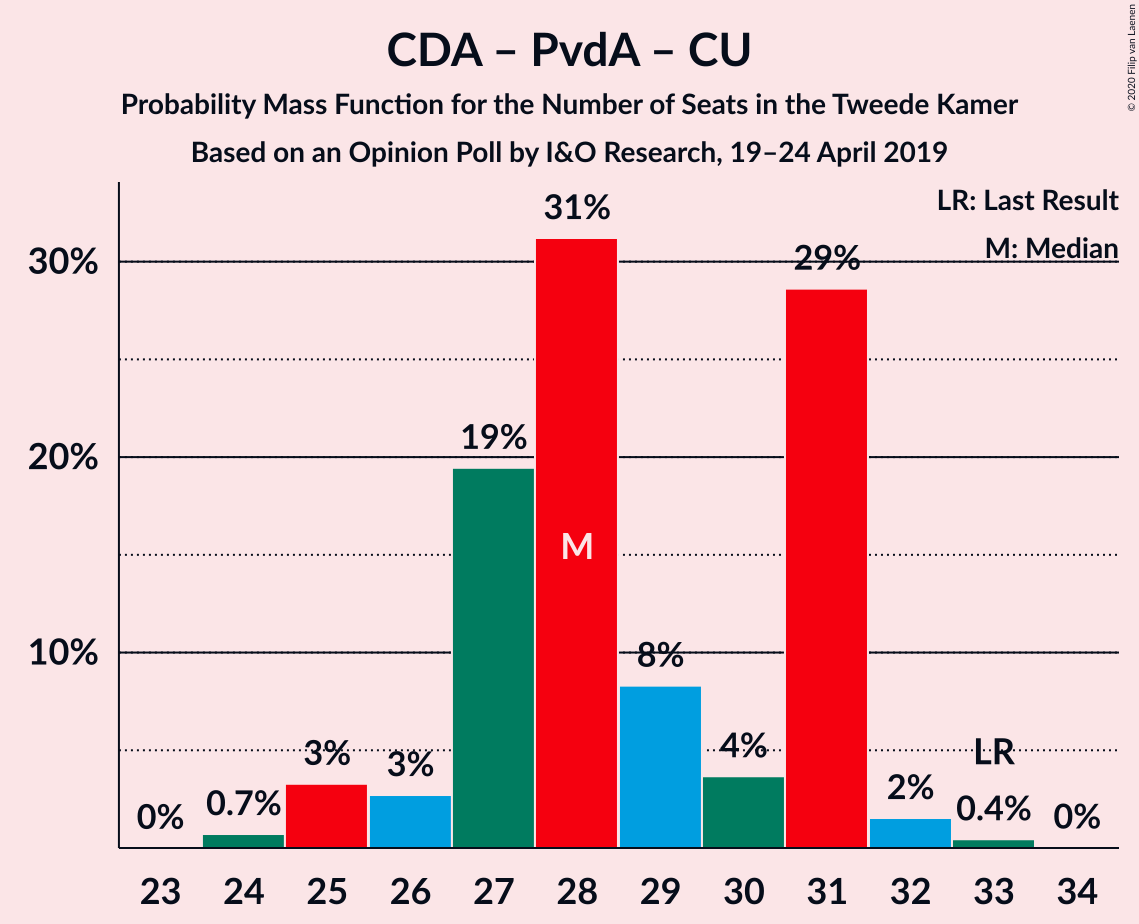 CDA – PvdA – CU
Probability Mass Function for the Number of Seats in the Tweede Kamer
Based on an Opinion Poll by I&O Research, 19–24 April 2019
© 2020 Filip van Laenen
LR: Last Result
M: Median
30%
20%
10%
0%
0.7%
3%
3%
19%
31%
M
8%
4%
29%
2%
LR
0.4%
0%
23 24 25 26 27 28 29 30 31 32 33 34